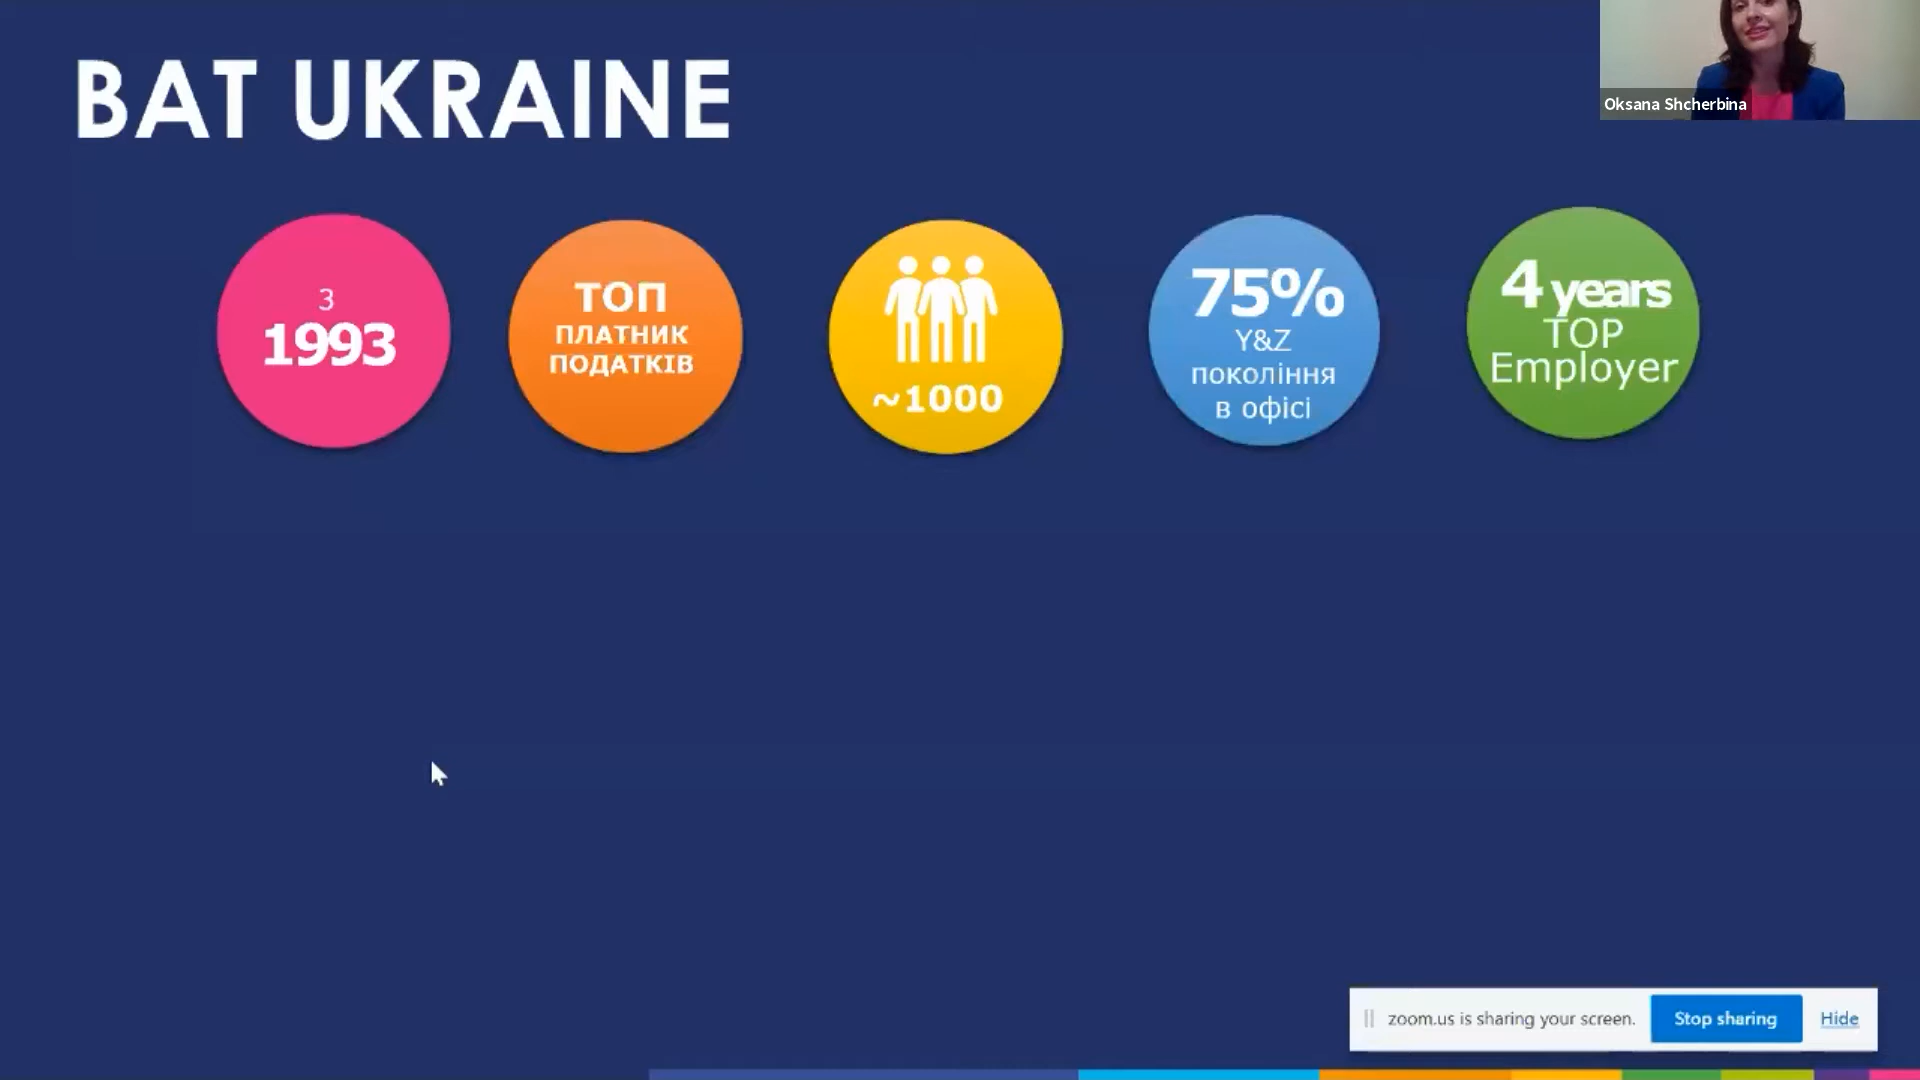 BAT UKRAINE
Oksana Shcherbina
З
1993
ТОП
ПЛАТНИК
ПОДАТКІВ
~1000
75%
Y&Z
покоління
в офісі
4 years
TOP
Employer
zoom.us is sharing your screen.
Stop sharing
Hide